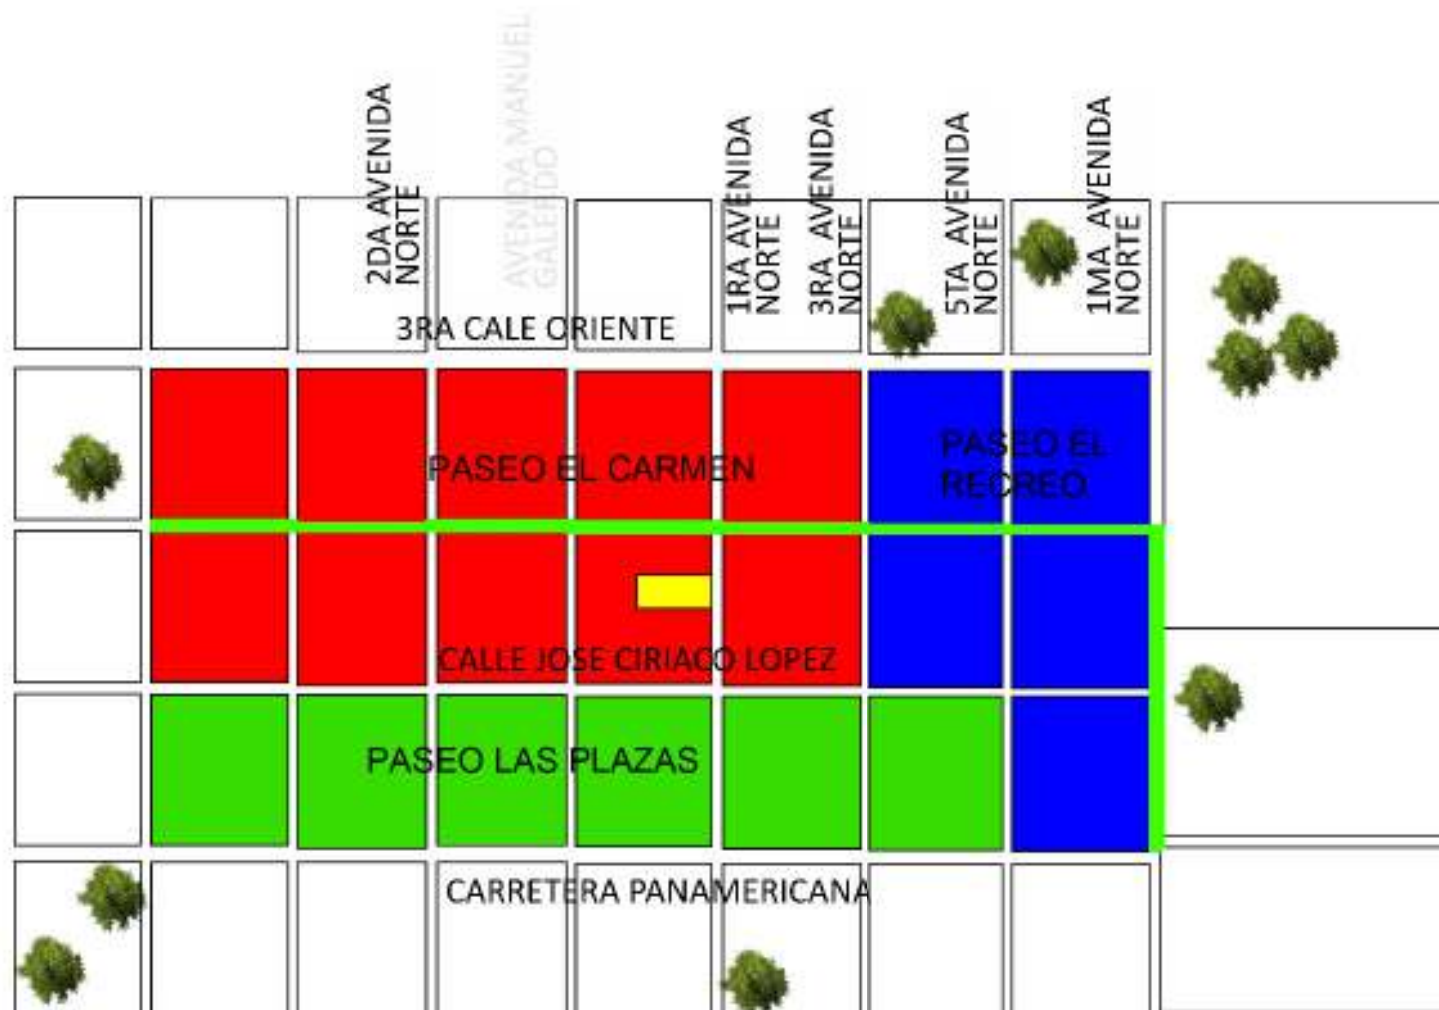 2DA AVENIDA
NORTE
AVENIDA MANUEL
GALERDO
1RA AVENIDA
NORTE
3RA AVENIDA
NORTE
5TA AVENIDA
NORTE
1MA AVENIDA
NORTE
3RA CALE ORIENTE
PASEO EL CARMEN
PASEO EL
RECREO.
CALLE JOSE CIRIACO LOPEZ
PASEO LAS PLAZAS
CARRETERA PANAMERICANA